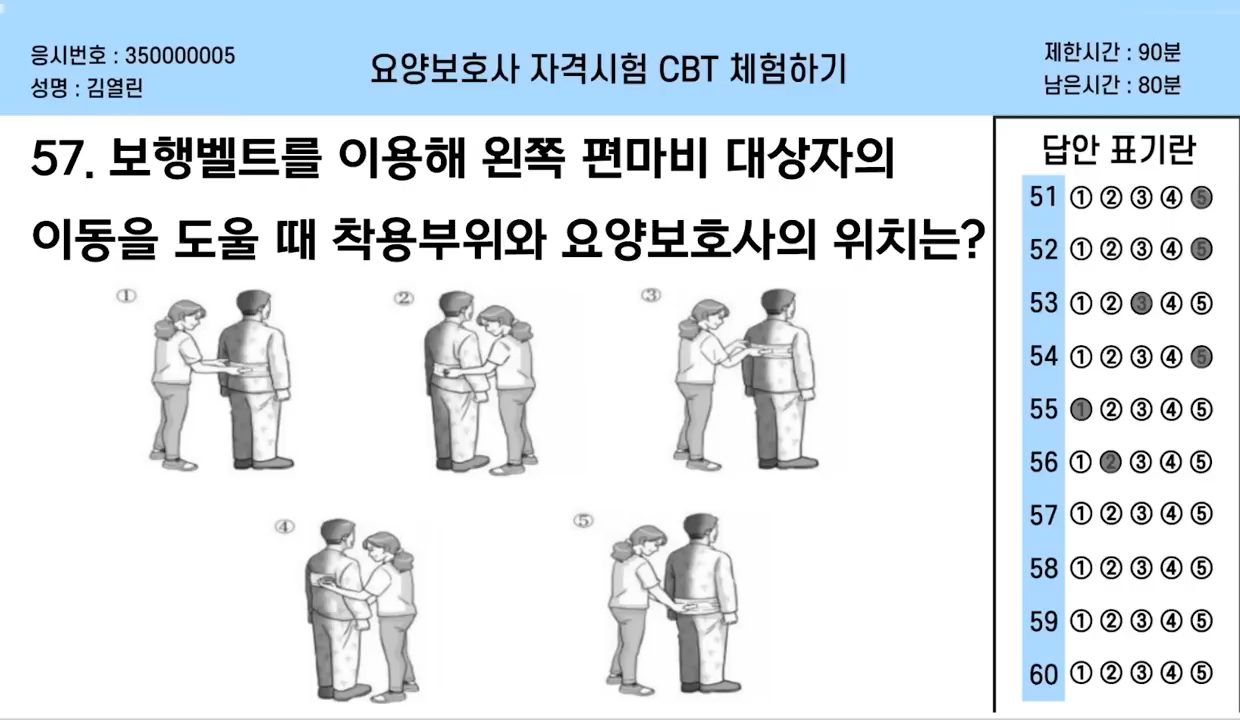 응시번호 : 350000005
성명 : 김열린
요양보호사 자격시험 CBT 체험하기
제한시간 : 90분
남은시간 : 80분
57. 보행벨트를 이용해 왼쪽 편마비 대상자의
이동을 도울 때 착용부위와 요양보호사의 위치는?
① ② ③
④ ⑤
답안 표기란
51 ① ② ③ ④ ⑤
52 ① ② ③ ④ ⑤
53 ① ② ③ ④ ⑤
54 ① ② ③ ④ ⑤
55 ① ② ③ ④ ⑤
56 ① ② ③ ④ ⑤
57 ① ② ③ ④ ⑤
58 ① ② ③ ④ ⑤
59 ① ② ③ ④ ⑤
60 ① ② ③ ④ ⑤